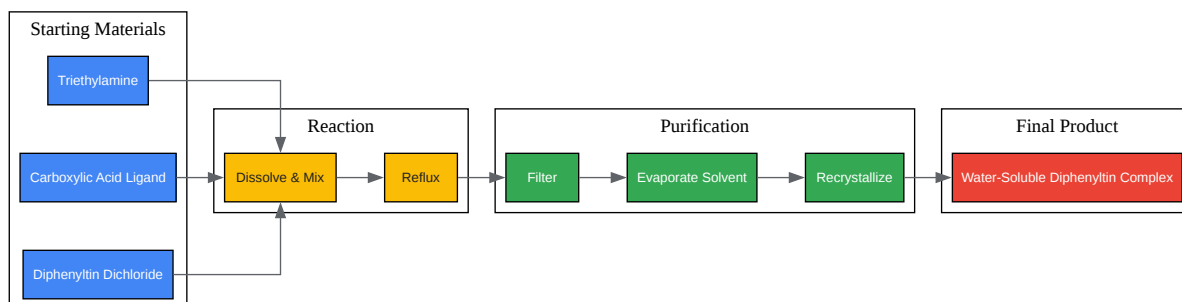 Starting Materials
Triethylamine
Carboxylic Acid Ligand
Diphenyltin Dichloride
Reaction
Dissolve & Mix
Reflux
Purification
Filter
Evaporate Solvent
Recrystallize
Final Product
Water-Soluble Diphenyltin Complex